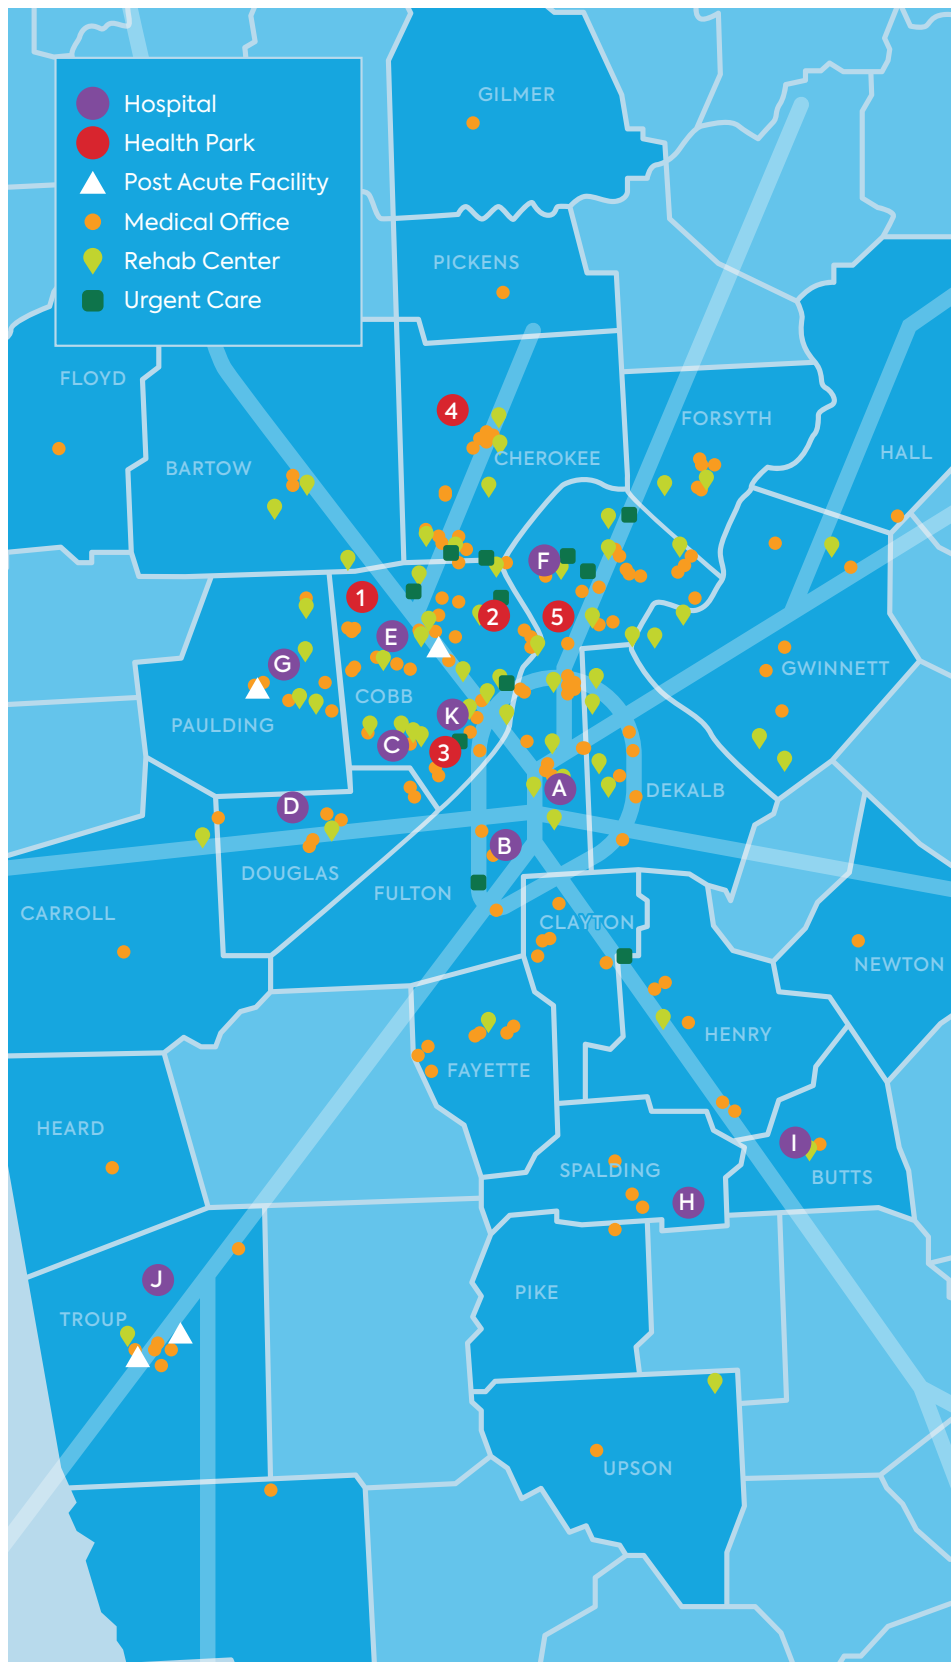 GILMER
Hospital
Health Park
Post Acute Facility
Medical Office
Rehab Center
Urgent Care
PICKENS
FLOYD
4
FORSYTH
CHEROKEE
HALL
BARTOW
F
1
2
5
E
G
GWINNETT
COBB
K
PAULDING
C
3
A
DEKALB
D
B
DOUGLAS
FULTON
CARROLL
CLAYTON
NEWTON
HENRY
FAYETTE
HEARD
I
SPALDING
BUTTS
H
J
PIKE
TROUP
UPSON